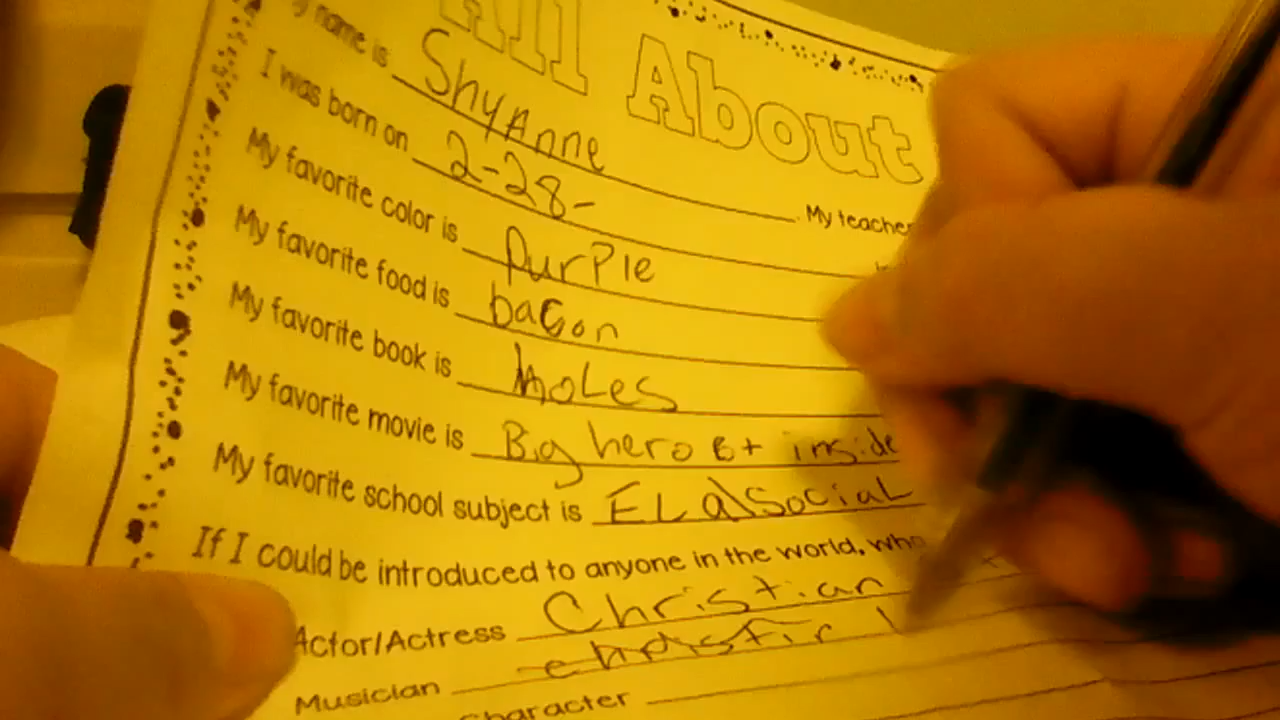 All About
name is ShyAnne My teacher
I was born on 2-28-
My favorite color is PurPle
My favorite food is bacon
My favorite book is hoLes
My favorite movie is Big hero 6+ inside
My favorite school subject is ELa\SociaL
If I could be introduced to anyone in the world, who
Actor/Actress Christian
Musician
Character